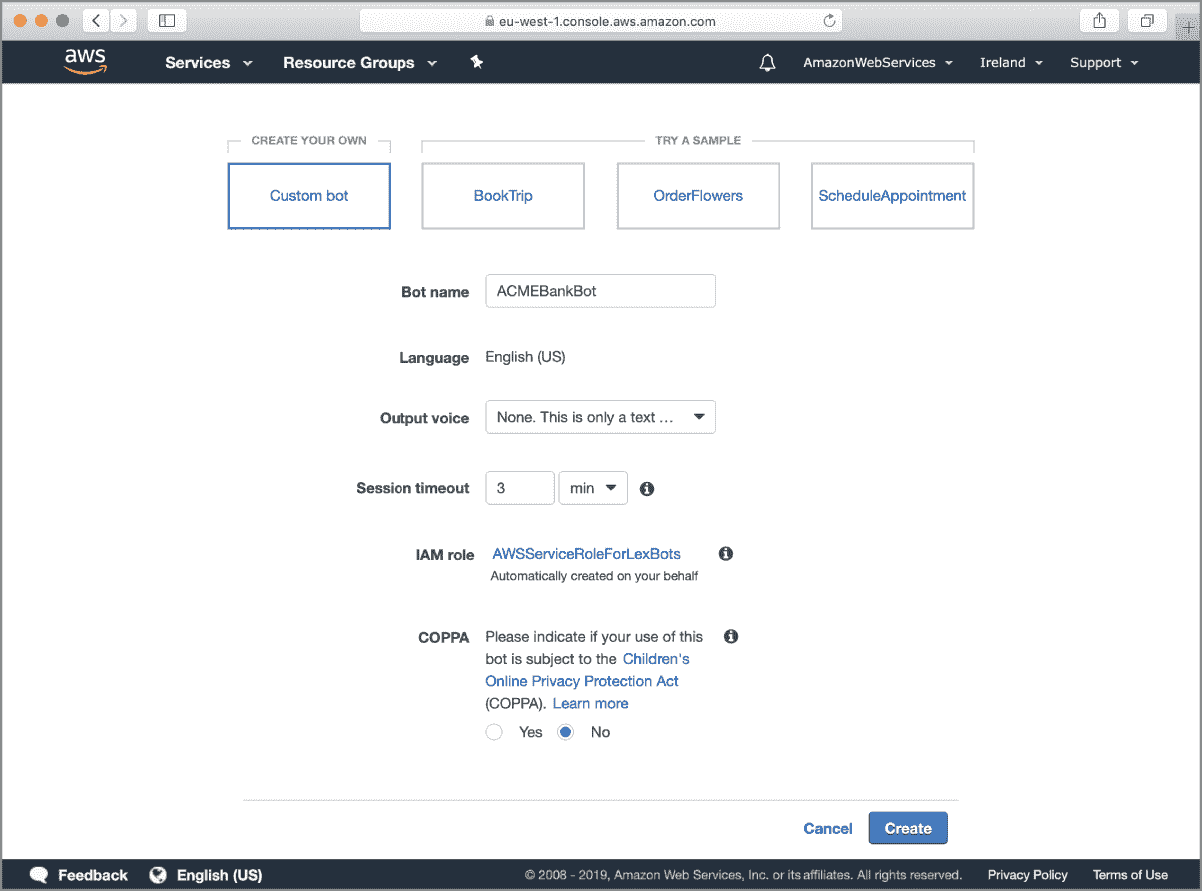 eu-west-1.console.aws.amazon.com
aws
Services
Resource Groups
AmazonWebServices
Ireland
Support
CREATE YOUR OWN
TRY A SAMPLE
Custom bot
BookTrip
OrderFlowers
ScheduleAppointment
Bot name
ACMEBankBot
Language
English (US)
Output voice
None. This is only a text ...
Session timeout
3
min
IAM role
AWSServiceRoleForLexBots
Automatically created on your behalf
COPPA
Please indicate if your use of this
bot is subject to the Children's
Online Privacy Protection Act
(COPPA). Learn more
Yes
No
Cancel
Create
Feedback
English (US)
© 2008 - 2019, Amazon Web Services, Inc. or its affiliates. All rights reserved.
Privacy Policy
Terms of Use